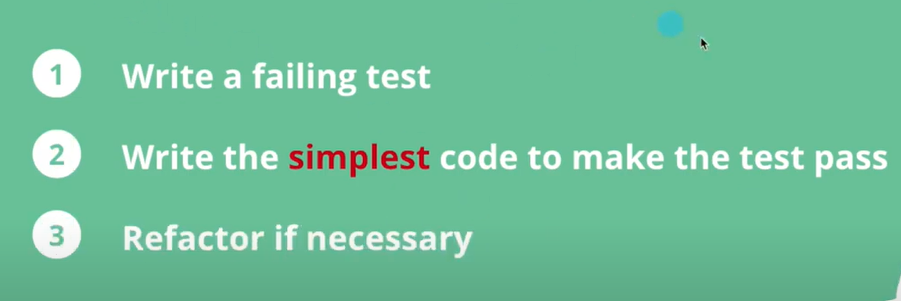 1 Write a failing test
2 Write the simplest code to make the test pass
3 Refactor if necessary